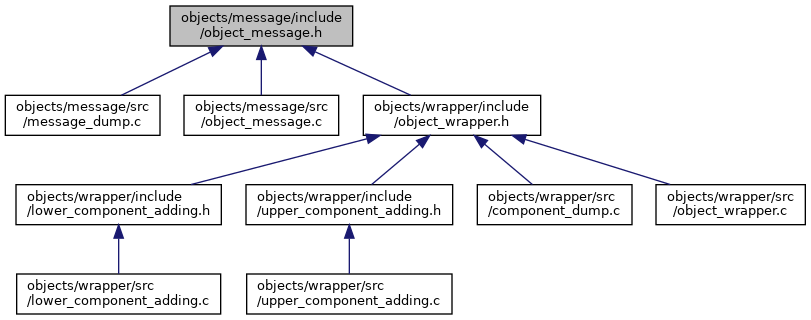 objects/message/include
/object_message.h
objects/message/src
/message_dump.c
objects/message/src
/object_message.c
objects/wrapper/include
/object_wrapper.h
objects/wrapper/include
/lower_component_adding.h
objects/wrapper/include
/upper_component_adding.h
objects/wrapper/src
/component_dump.c
objects/wrapper/src
/object_wrapper.c
objects/wrapper/src
/lower_component_adding.c
objects/wrapper/src
/upper_component_adding.c